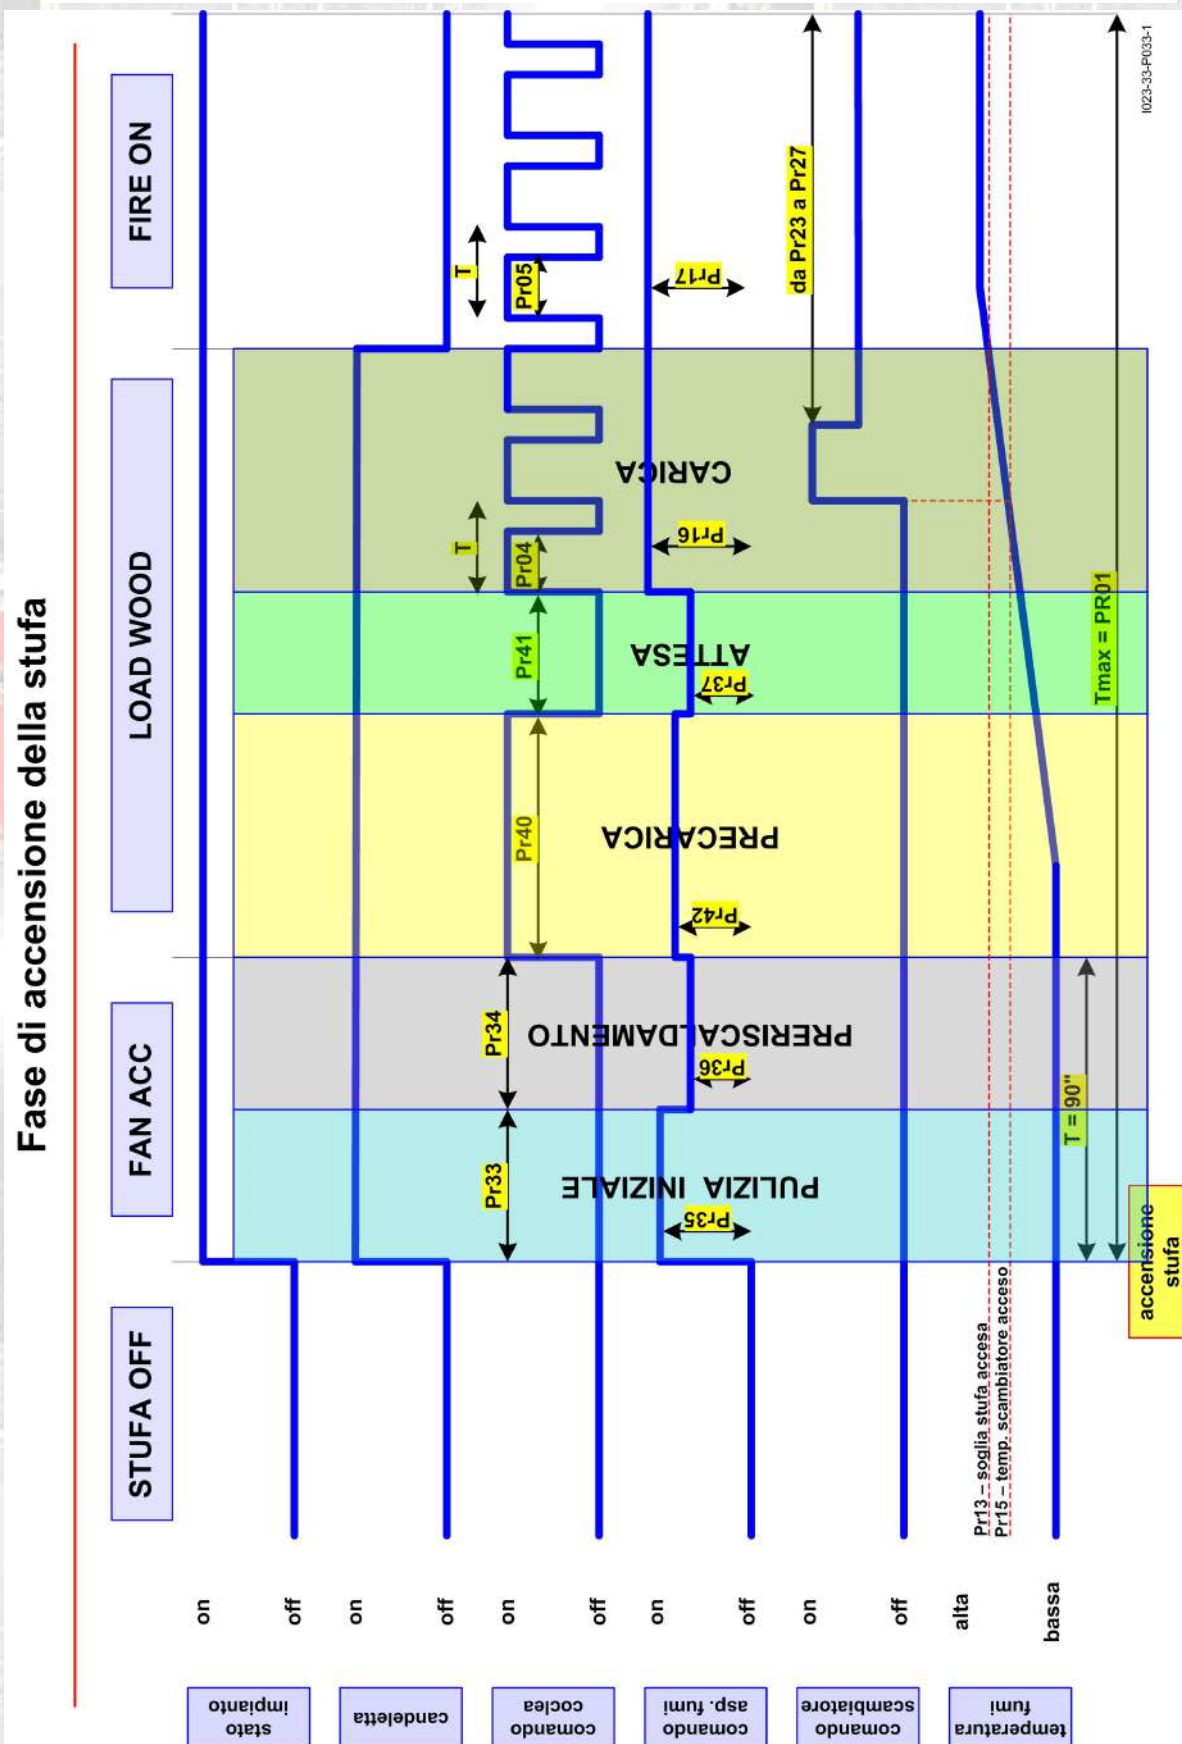 Fase di accensione della stufa
STUFA OFF
FAN ACC
LOAD WOOD
FIRE ON
stato
impianto
on
off
candeletta
on
off
comando
coclea
on
off
Pr33
Pr34
Pr40
Pr41
Pr04
T
Pr05
T
comando
asp. fumi
on
off
Pr35
Pr36
Pr42
Pr37
Pr16
Pr17
PULIZIA INIZIALE
PRERISCALDAMENTO
PRECARICA
ATTESA
CARICA
comando
scambiatore
on
off
da Pr23 a Pr27
temperatura
fumi
alta
bassa
Pr13 – soglia stufa accesa
Pr15 – temp. scambiatore acceso
T = 90"
Tmax = PR01
accensione
stufa
I023-33-P033-1